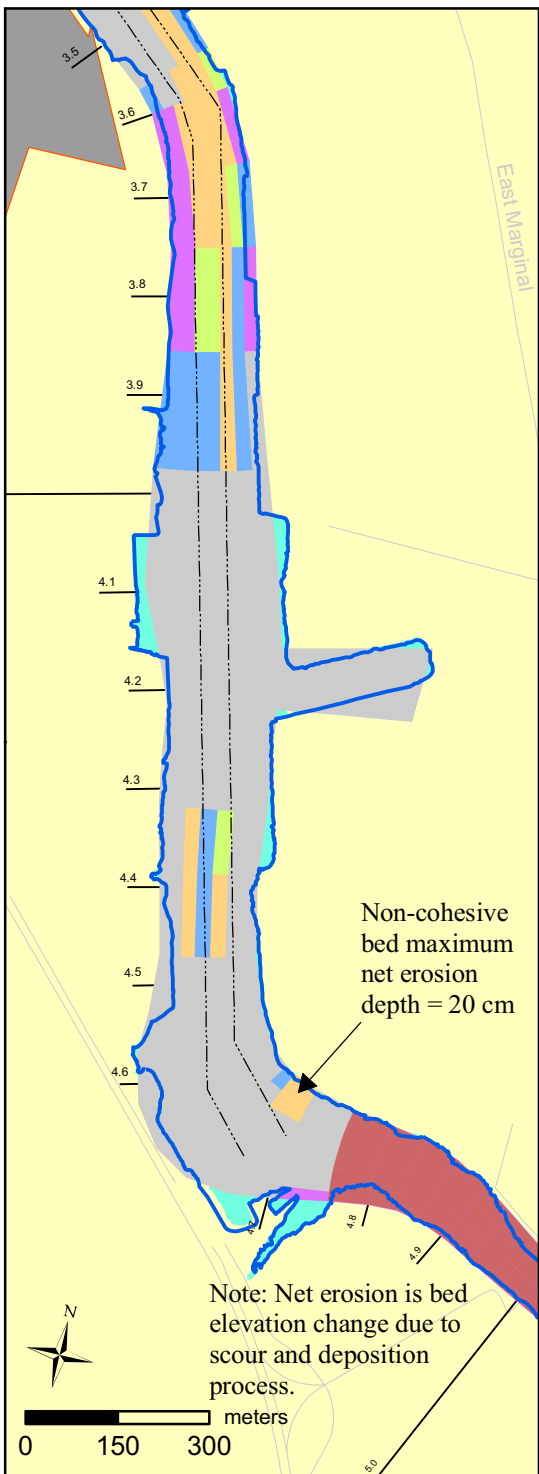 3.5
3.6
3.7
East Marginal
3.8
3.9
4.1
4.2
4.3
4.4
Non-cohesive
bed maximum
net erosion
depth = 20 cm
4.5
4.6
4.7
4.8
4.9
Note: Net erosion is bed
elevation change due to
scour and deposition
process.
N
meters
0 150 300
5.0